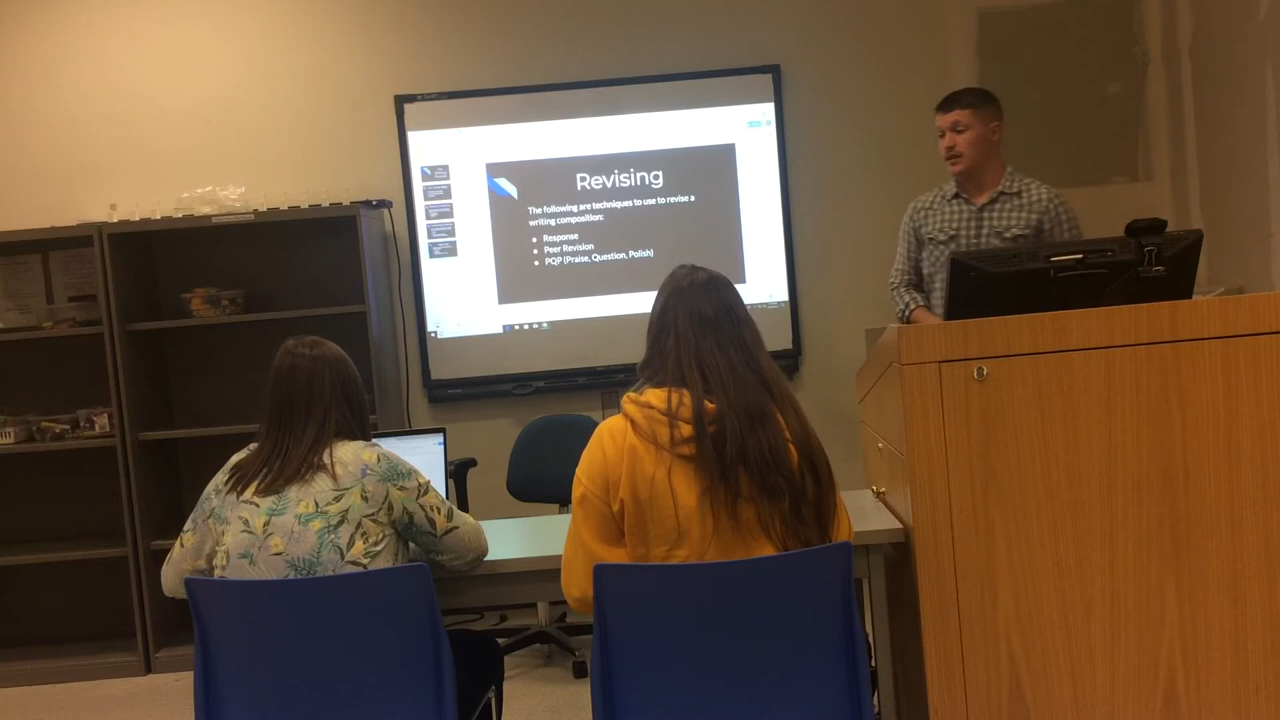 Revising
The following are techniques to use to revise a
writing composition:
● Response
● Peer Revision
● PQP (Praise, Question, Polish)